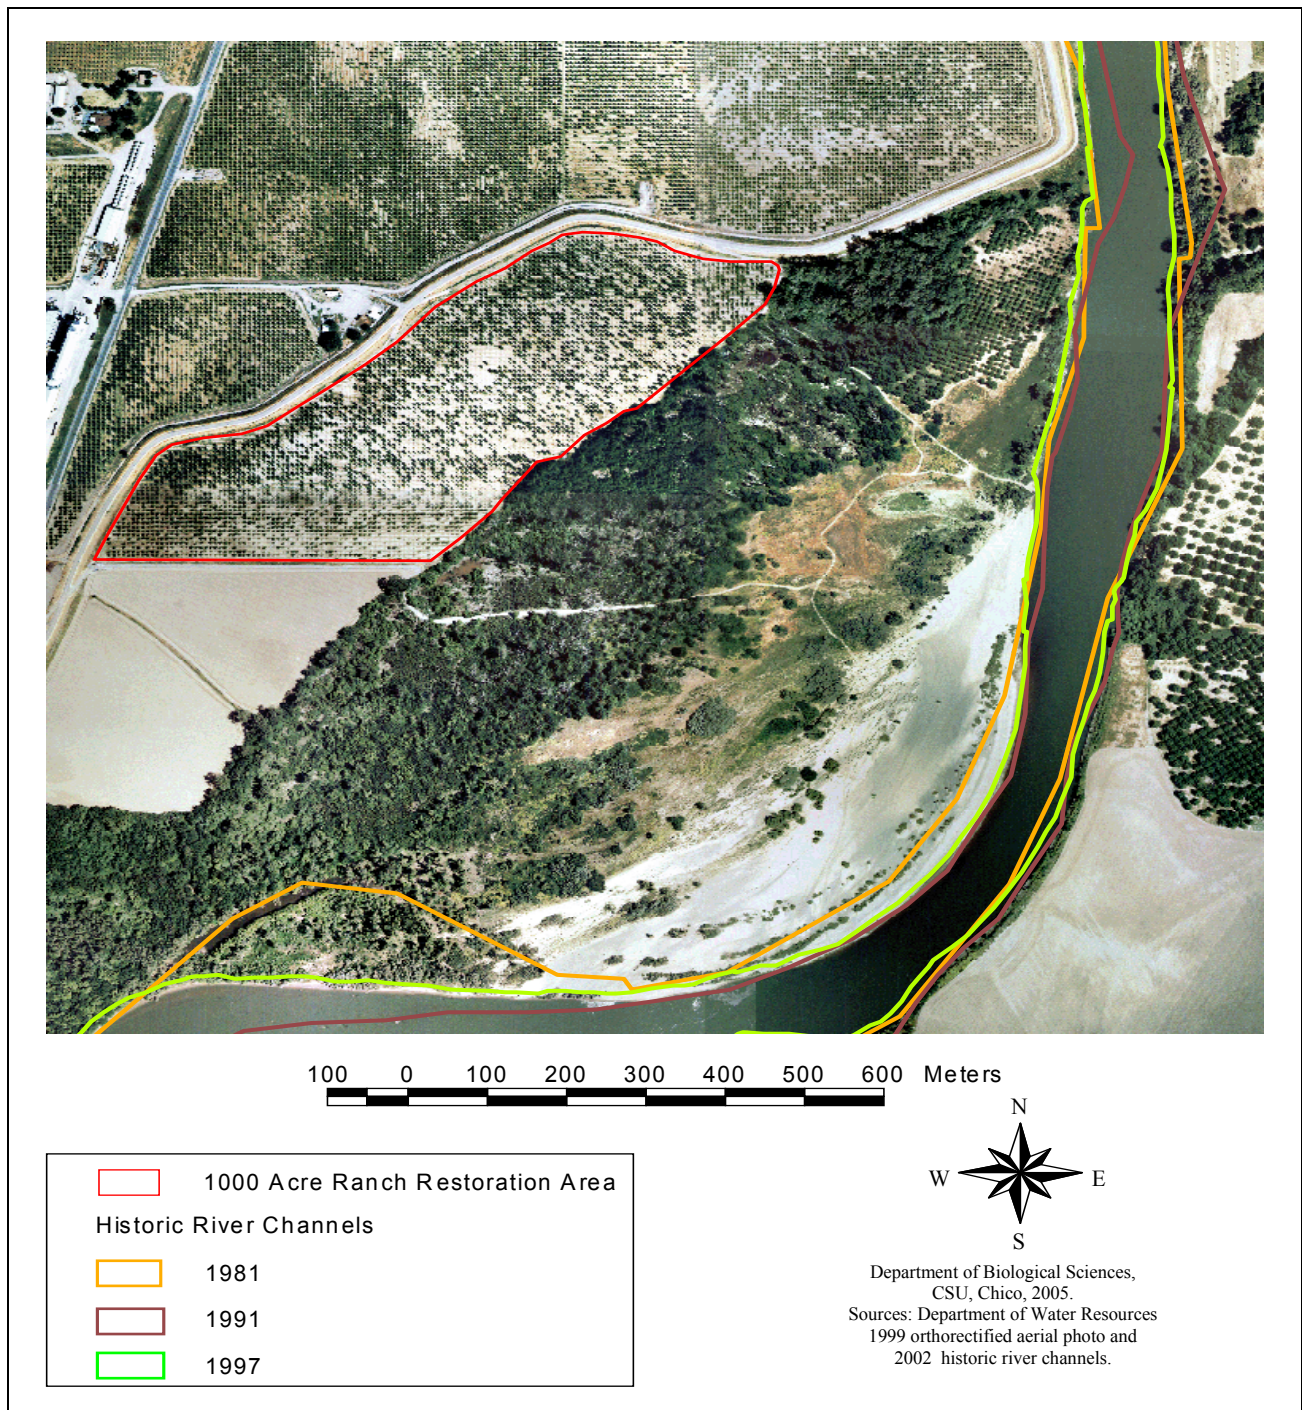 100 0 100 200 300 400 500 600 Meters
N
W E
S
1000 Acre Ranch Restoration Area
Historic River Channels
1981
1991
1997
Department of Biological Sciences,
CSU, Chico, 2005.
Sources: Department of Water Resources
1999 orthorectified aerial photo and
2002 historic river channels.